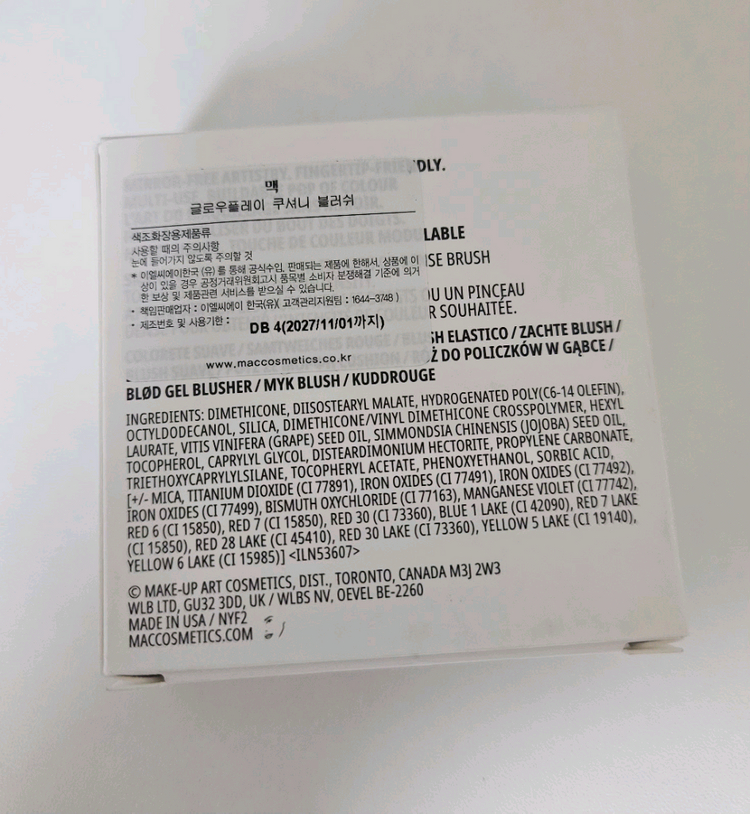 DLY.
맥
글로우플레이 쿠셔니 블러쉬
색조화장용제품류
사용할 때의 주의사항
눈에 들어가지 않도록 주의할 것
* 이엘씨에이한국 (유) 를 통해 공식수입, 판매되는 제품에 한해서, 상품에 이
상이 있을 경우 공정거래위원회고시 품목별 소비자 분쟁해결 기준에 의거
한 보상 및 제품관련 서비스를 받으실 수 있습니다.
• 책임판매업자 : 이엘씨에이 한국(유)( 고객관리지원팀 : 1644-3748 )
• 제조번호 및 사용기한 : DB 4(2027/11/01까지)
www.maccosmetics.co.kr
LABLE
SE BRUSH
OU UN PINCEAU
R SOUHAITÉE.
SH ELASTICO / ZACHTE BLUSH /
Ż DO POLICZKÓW W GĄBCE /
BLØD GEL BLUSHER / MYK BLUSH / KUDDROUGE
INGREDIENTS: DIMETHICONE, DIISOSTEARYL MALATE, HYDROGENATED POLY(C6-14 OLEFIN),
OCTYLDODECANOL, SILICA, DIMETHICONE/VINYL DIMETHICONE CROSSPOLYMER, HEXYL
LAURATE, VITIS VINIFERA (GRAPE) SEED OIL, SIMMONDSIA CHINENSIS (JOJOBA) SEED OIL,
TOCOPHEROL, CAPRYLYL GLYCOL, DISTEARDIMONIUM HECTORITE, PROPYLENE CARBONATE,
TRIETHOXYCAPRYLYLSILANE, TOCOPHERYL ACETATE, PHENOXYETHANOL, SORBIC ACID,
[+/- MICA, TITANIUM DIOXIDE (CI 77891), IRON OXIDES (CI 77491), IRON OXIDES (CI 77492),
IRON OXIDES (CI 77499), BISMUTH OXYCHLORIDE (CI 77163), MANGANESE VIOLET (CI 77742),
RED 6 (CI 15850), RED 7 (CI 15850), RED 30 (CI 73360), BLUE 1 LAKE (CI 42090), RED 7 LAKE
(CI 15850), RED 28 LAKE (CI 45410), RED 30 LAKE (CI 73360), YELLOW 5 LAKE (CI 19140),
YELLOW 6 LAKE (CI 15985)] <ILN53607>
© MAKE-UP ART COSMETICS, DIST., TORONTO, CANADA M3J 2W3
WLB LTD, GU32 3DD, UK / WLBS NV, OEVEL BE-2260
MADE IN USA / NYF2
MACCOSMETICS.COM